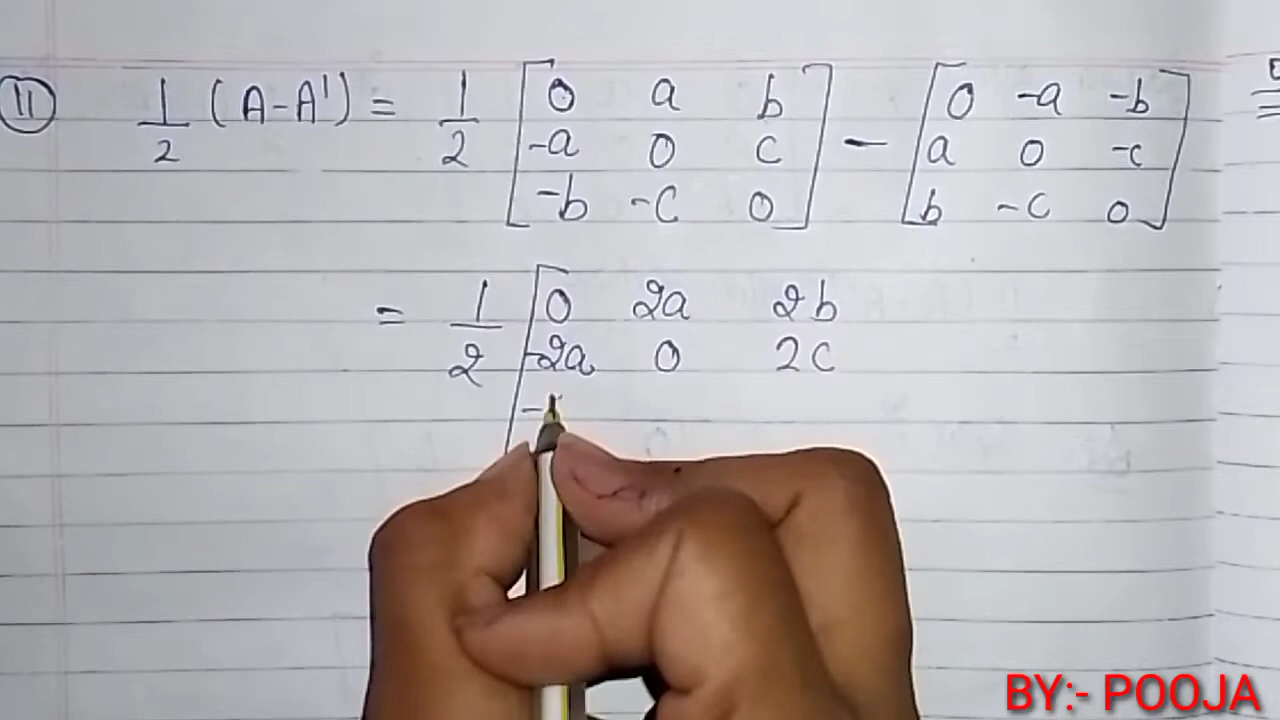 11 1/2 (A-A') = 1/2 [ 0 a b ] - [ 0 -a -b ]
[ -a 0 c ] [ a 0 -c ]
[ -b -c 0 ] [ b -c 0 ]
= 1/2 [ 0 2a 2b
-2a 0 2c
-
BY:- POOJA